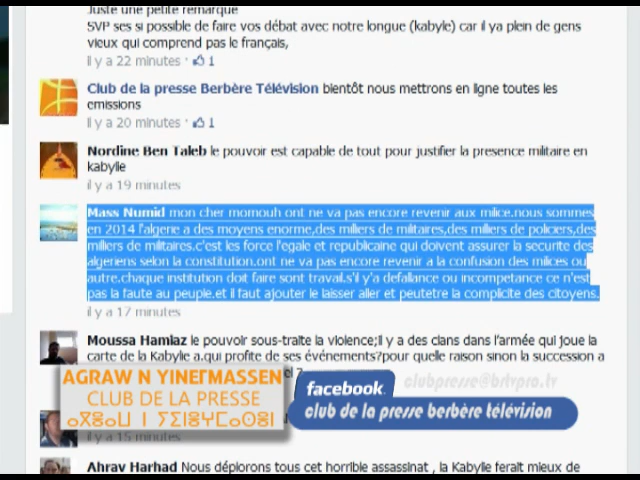 Juste une petite remarque
SVP ses si possible de faire vos débat avec notre longue (kabyle) car il ya plein de gens
vieux qui comprend pas le français,
il y a 22 minutes · 1
Club de la presse Berbère Télévision bientôt nous mettrons en ligne toutes les
emissions
il y a 20 minutes · 1
Nordine Ben Taleb le pouvoir est capable de tout pour justifier la presence militaire en
kabylie
il y a 19 minutes
Mass Numid mon cher momouh ont ne va pas encore revenir aux milice.nous sommes
en 2014 l'algerie a des moyens enorme,des milliers de militaires,des milliers de policiers,des
milliers de militaires.c'est les force l'egale et republicaine qui doivent assurer la securite des
algeriens selon la constitution.ont ne va pas encore revenir a la confusion des milices ou
autre.chaque institution doit faire sont travail.s'il y'a defallance ou incompetance ce n'est
pas la faute au peuple.et il faut ajouter le laisser aller et peutetre la complicite des citoyens.
il y a 17 minutes
Moussa Hamiaz le pouvoir sous-traite la violence;il y a des clans dans l'armée qui joua la
carte de la Kabylie a.qui profite de ses événements?pour quelle raison sinon la succession a
AGRAW N YINEΓMASSEN
CLUB DE LA PRESSE
ⴰⴳⵔⴰⵡ ⵏ ⵢⵉⵏⴻⵖⵎⴰⵙⵙⴻⵏ
facebook
clubpresse@brtvpro.tv
club de la presse berbère télévision
il y a 15 minutes
Ahrav Harhad Nous déplorons tous cet horrible assassinat , la Kabylie ferait mieux de